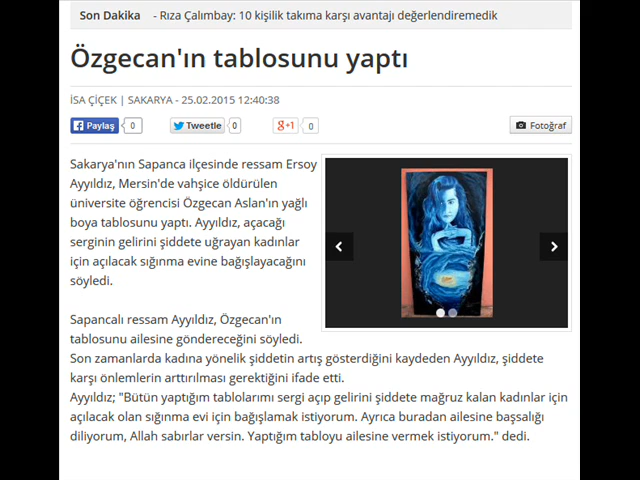 Son Dakika - Rıza Çalımbay: 10 kişilik takıma karşı avantajı değerlendiremedik
Özgecan'ın tablosunu yaptı
İSA ÇİÇEK | SAKARYA - 25.02.2015 12:40:38
Paylaş 0 Tweetle 0 g+1 0 Fotoğraf
Sakarya'nın Sapanca ilçesinde ressam Ersoy
Ayyıldız, Mersin'de vahşice öldürülen
üniversite öğrencisi Özgecan Aslan'ın yağlı
boya tablosunu yaptı. Ayyıldız, açacağı
serginin gelirini şiddete uğrayan kadınlar
için açılacak sığınma evine bağışlayacağını
söyledi.
Sapancalı ressam Ayyıldız, Özgecan'ın
tablosunu ailesine göndereceğini söyledi.
Son zamanlarda kadına yönelik şiddetin artış gösterdiğini kaydeden Ayyıldız, şiddete
karşı önlemlerin arttırılması gerektiğini ifade etti.
Ayyıldız; "Bütün yaptığım tablolarımı sergi açıp gelirini şiddete mağruz kalan kadınlar için
açılacak olan sığınma evi için bağışlamak istiyorum. Ayrıca buradan ailesine başsalığı
diliyorum, Allah sabırlar versin. Yaptığım tabloyu ailesine vermek istiyorum." dedi.